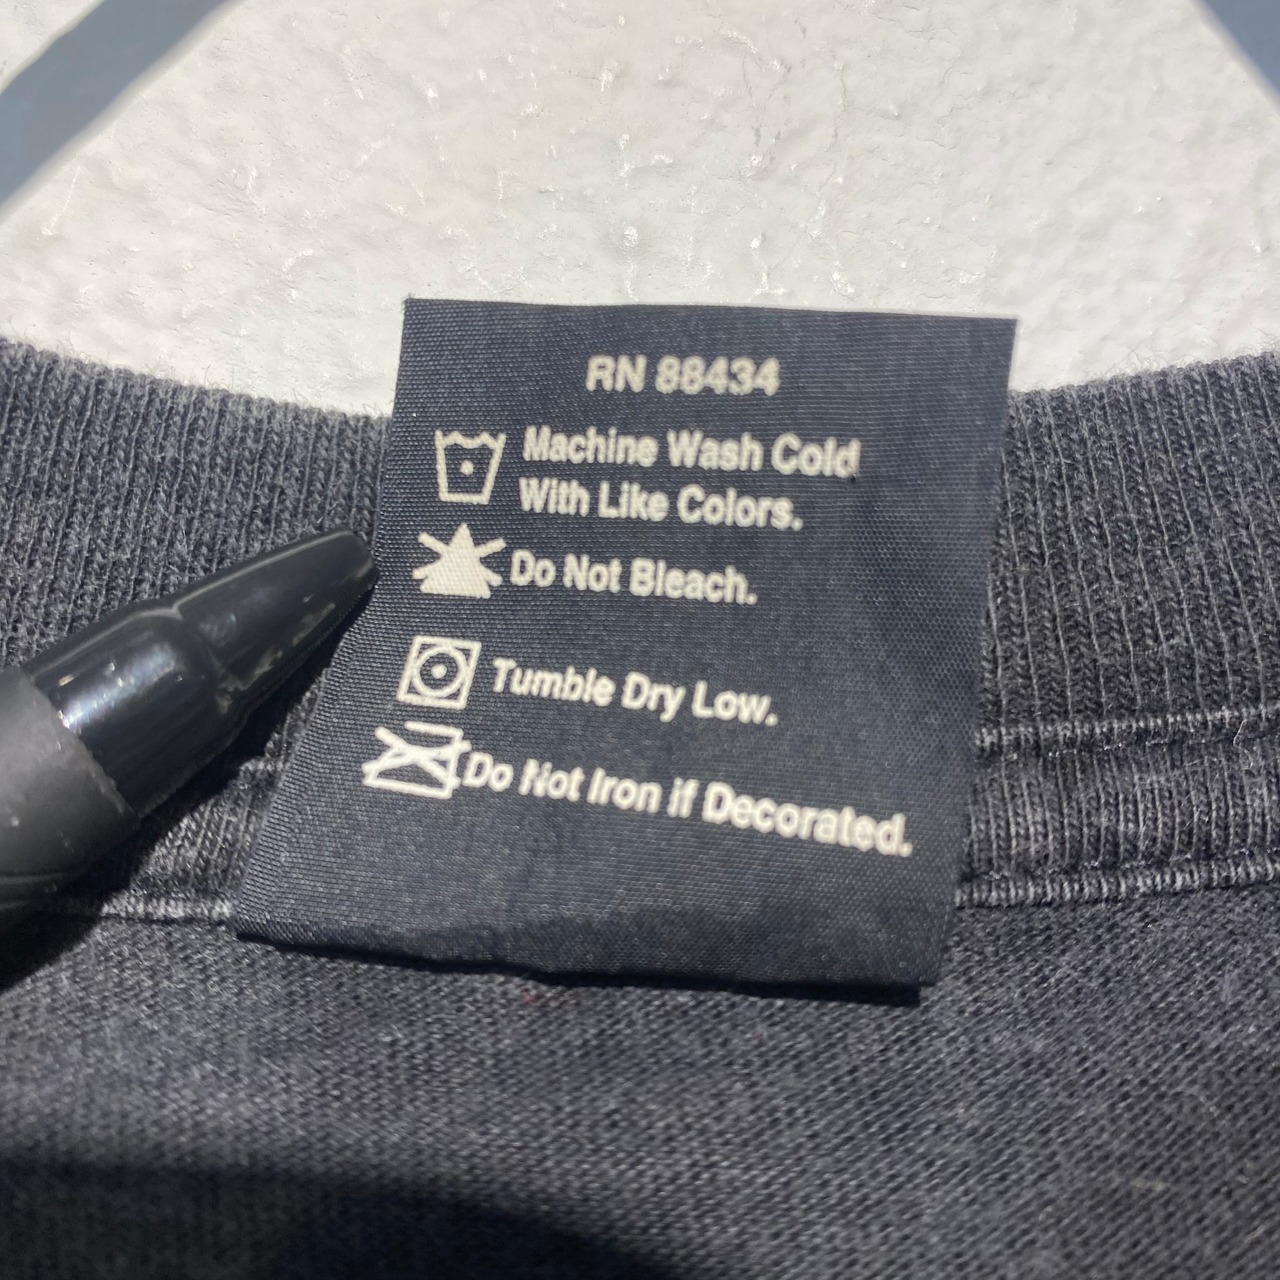 RN 88434
Machine Wash Cold
With Like Colors.
Do Not Bleach.
Tumble Dry Low.
Do Not Iron if Decorated.